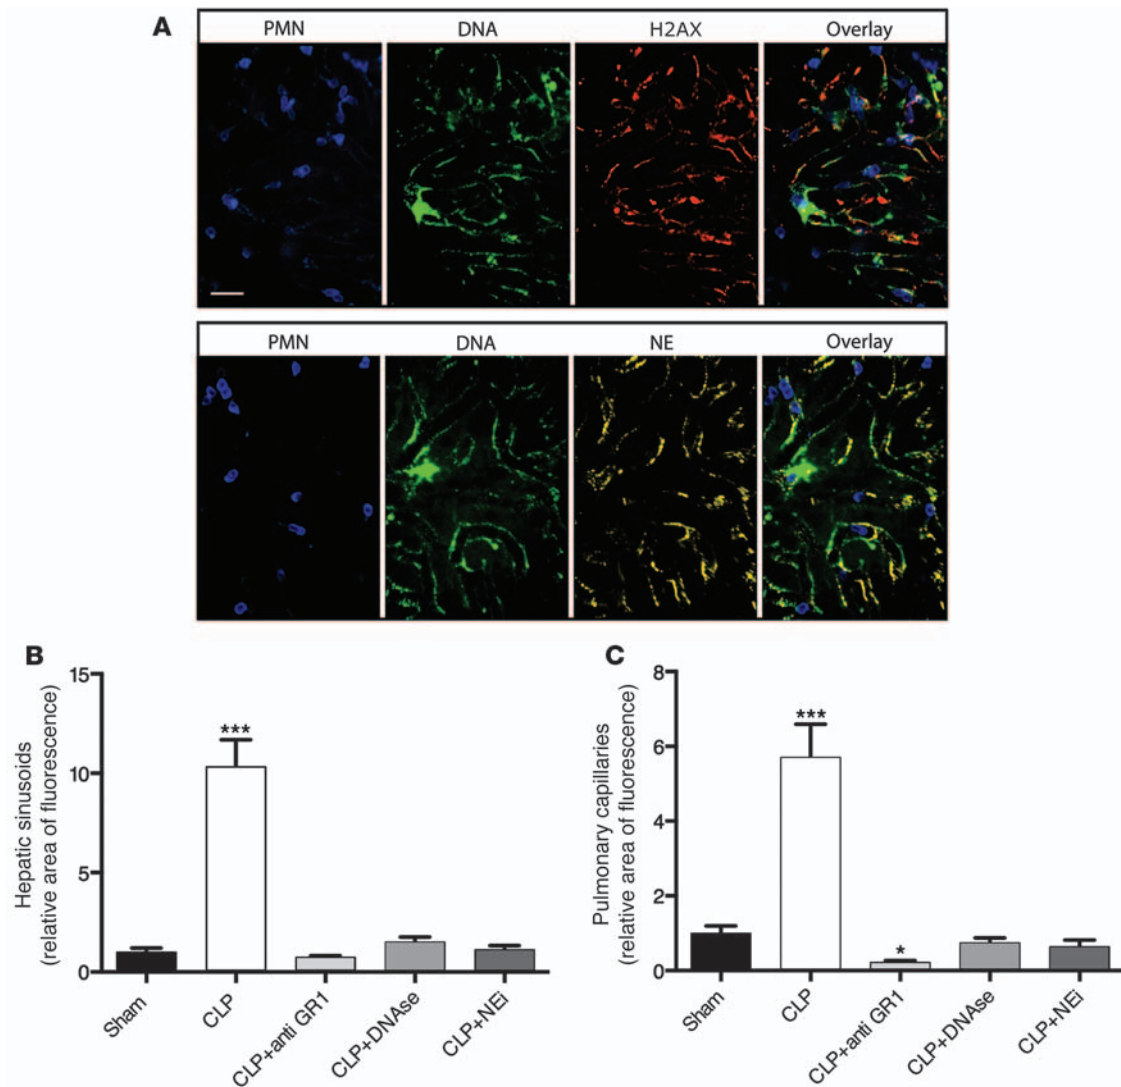 A
PMN DNA H2AX Overlay
PMN DNA NE Overlay
B
Hepatic sinusoids
(relative area of fluorescence)
15
10
5
0
***
Sham
CLP
CLP+anti GR1
CLP+DNAse
CLP+NEi
C
Pulmonary capillaries
(relative area of fluorescence)
8
6
4
2
0
***
*
Sham
CLP
CLP+anti GR1
CLP+DNAse
CLP+NEi